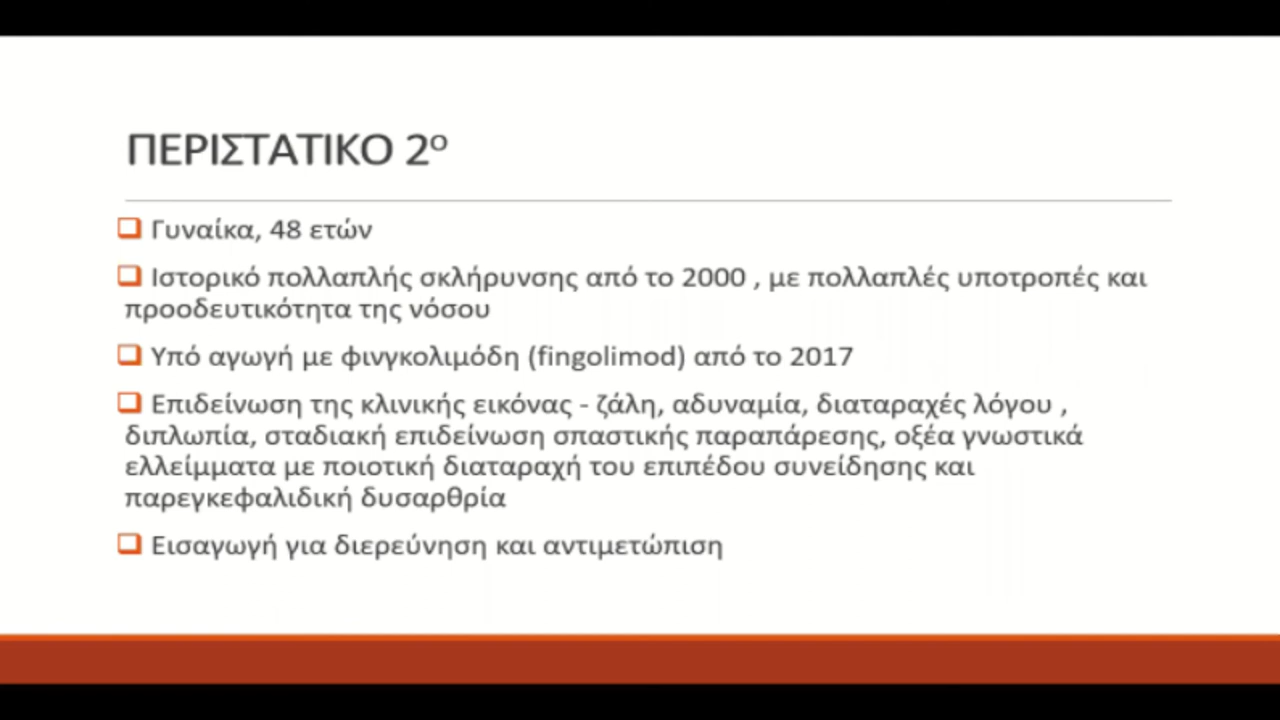 ΠΕΡΙΣΤΑΤΙΚΟ 2ο
Γυναίκα, 48 ετών
Ιστορικό πολλαπλής σκλήρυνσης από το 2000 , με πολλαπλές υποτροπές και
προοδευτικότητα της νόσου
Υπό αγωγή με φινγκολιμόδη (fingolimod) από το 2017
Επιδείνωση της κλινικής εικόνας - ζάλη, αδυναμία, διαταραχές λόγου ,
διπλωπία, σταδιακή επιδείνωση σπαστικής παραπάρεσης, οξέα γνωστικά
ελλείμματα με ποιοτική διαταραχή του επιπέδου συνείδησης και
παρεγκεφαλιδική δυσαρθρία
Εισαγωγή για διερεύνηση και αντιμετώπιση